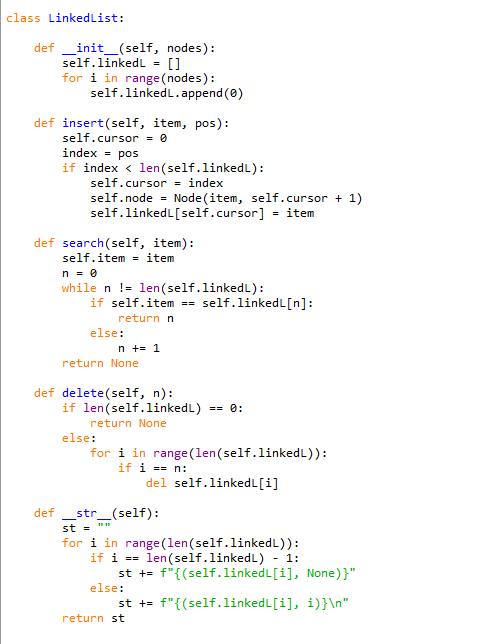 class LinkedList:

    def __init__(self, nodes):
        self.linkedL = []
        for i in range(nodes):
            self.linkedL.append(0)

    def insert(self, item, pos):
        self.cursor = 0
        index = pos
        if index < len(self.linkedL):
            self.cursor = index
            self.node = Node(item, self.cursor + 1)
            self.linkedL[self.cursor] = item

    def search(self, item):
        self.item = item
        n = 0
        while n != len(self.linkedL):
            if self.item == self.linkedL[n]:
                return n
            else:
                n += 1
        return None

    def delete(self, n):
        if len(self.linkedL) == 0:
            return None
        else:
            for i in range(len(self.linkedL)):
                if i == n:
                    del self.linkedL[i]

    def __str__(self):
        st = ""
        for i in range(len(self.linkedL)):
            if i == len(self.linkedL) - 1:
                st += f"{(self.linkedL[i], None)}"
            else:
                st += f"{(self.linkedL[i], i)}\n"
        return st